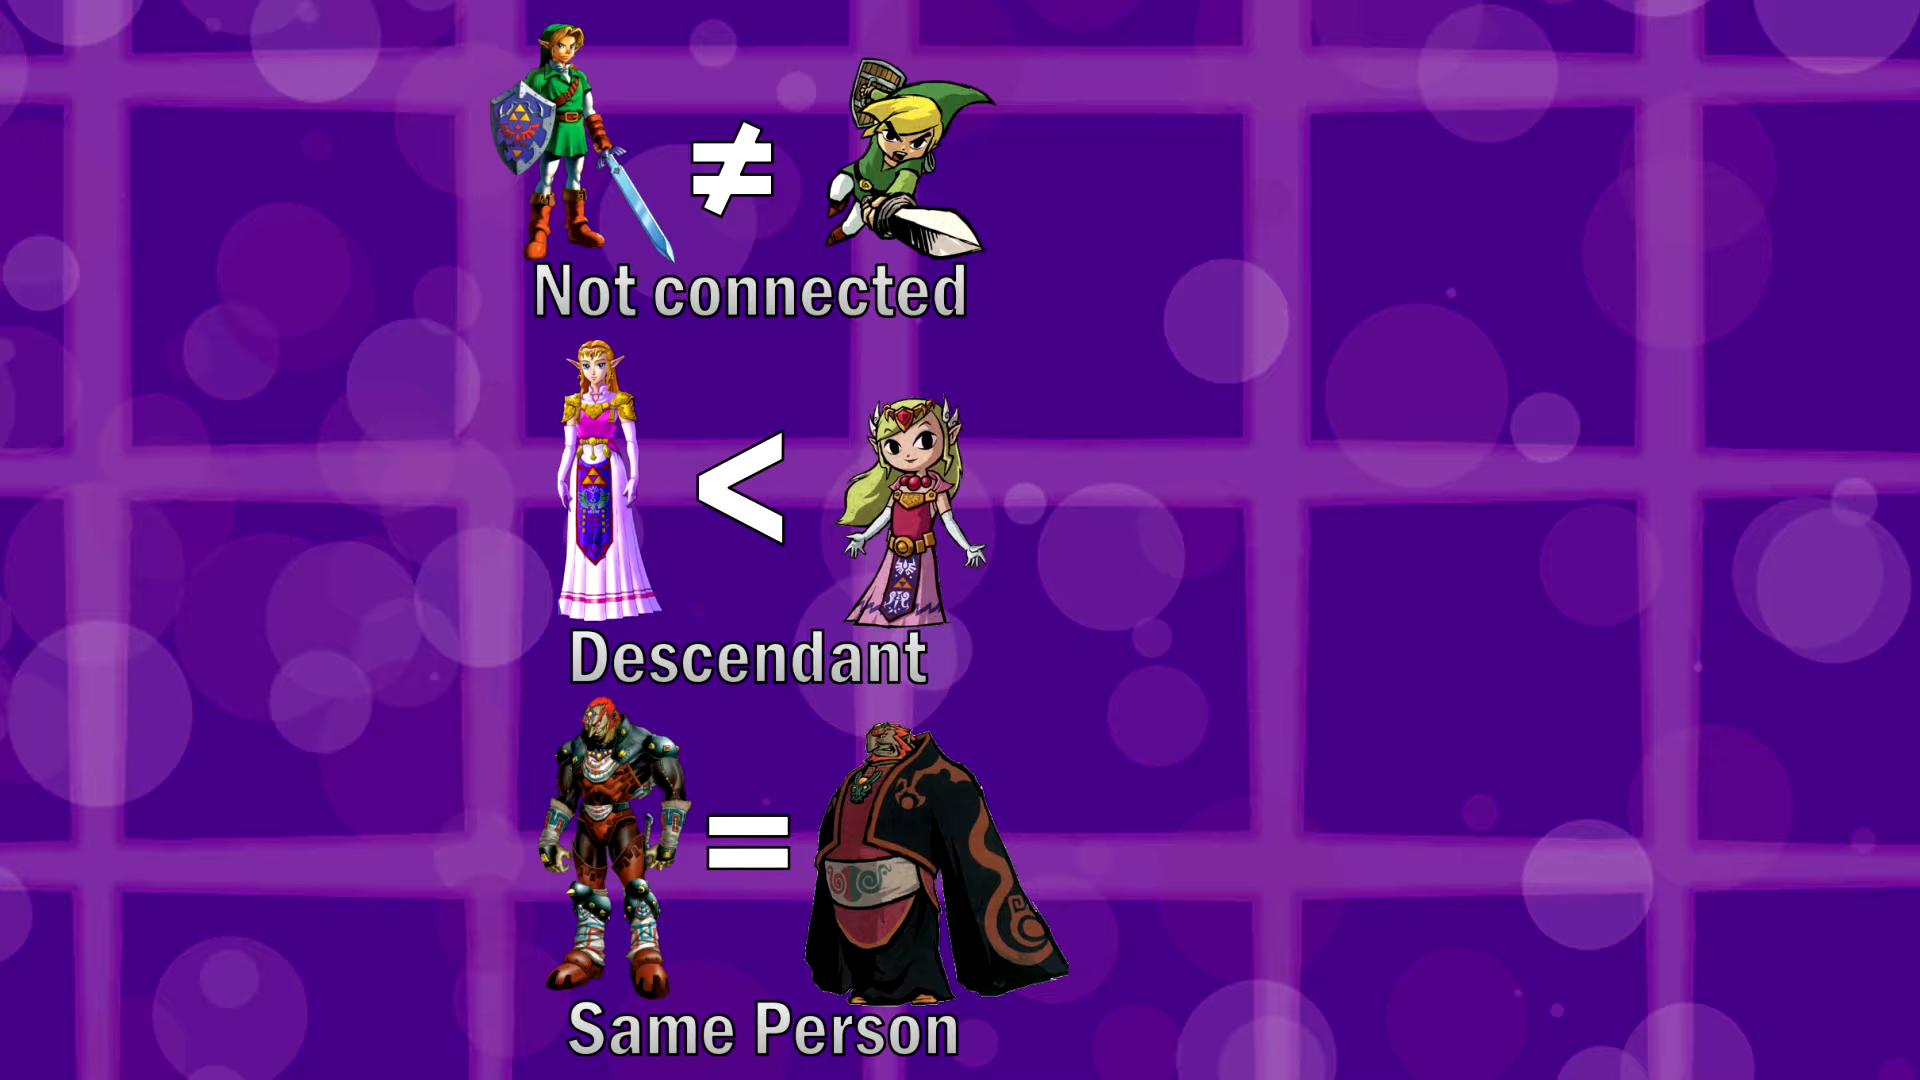 ≠
Not connected
<
Descendant
=
Same Person